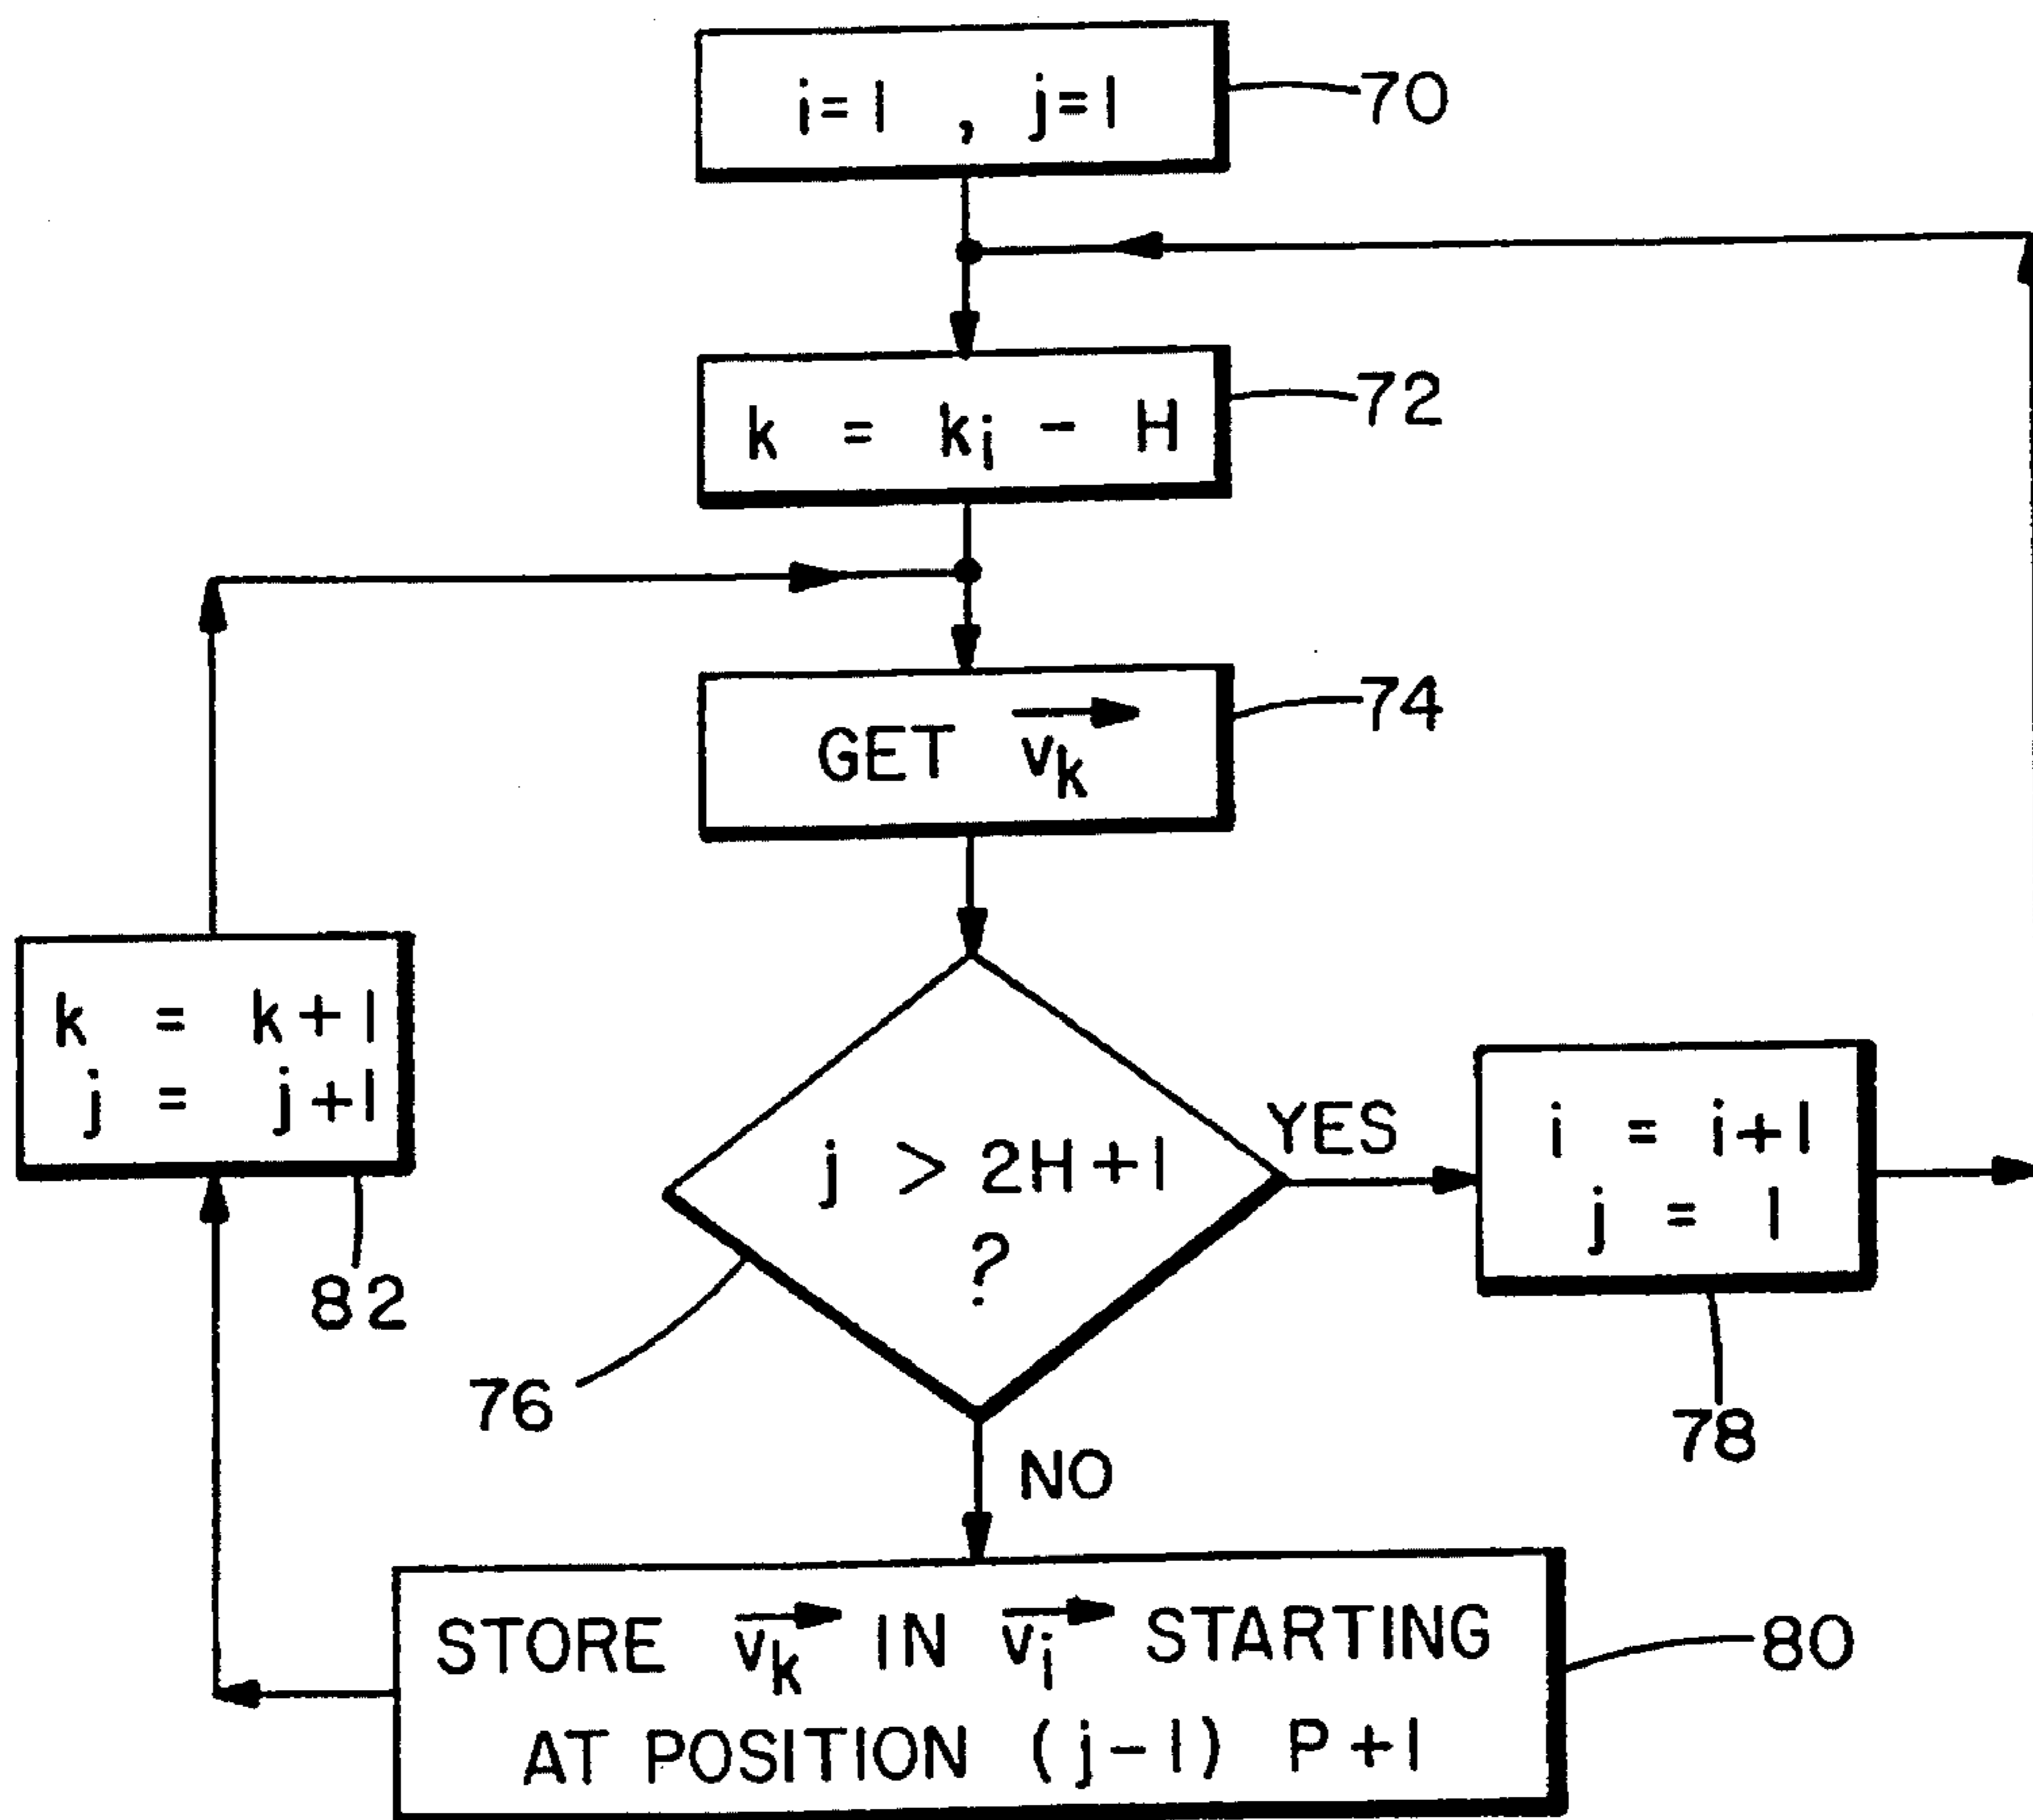 i=1 , j=1
70
k = ki - H
72
GET vk
74
k = k+1
j = j+1
82
j > 2H+1
?
76
YES
i = i+1
j = 1
78
NO
STORE vk IN vi STARTING
AT POSITION (j-1) P+1
80